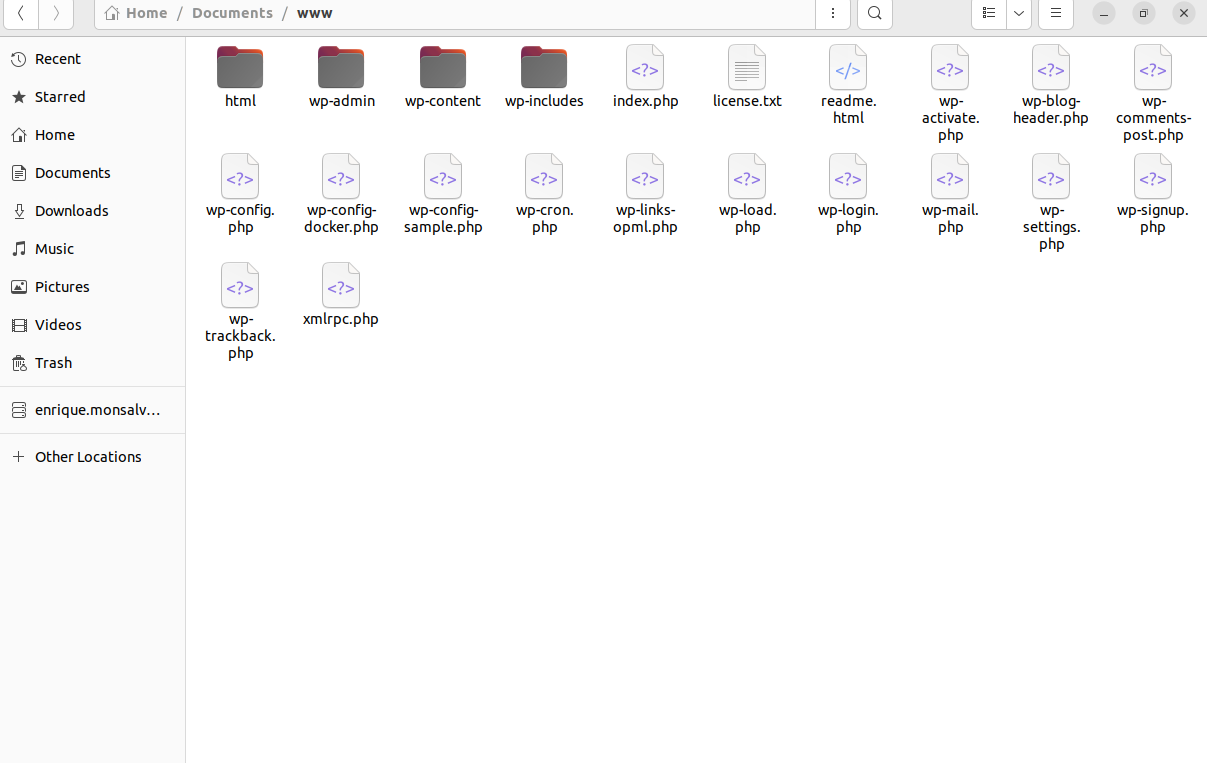 Home / Documents / www
Recent
Starred
Home
Documents
Downloads
Music
Pictures
Videos
Trash
enrique.monsalv…
Other Locations
html
wp-admin
wp-content
wp-includes
index.php
license.txt
readme.
html
wp-
activate.
php
wp-blog-
header.php
wp-
comments-
post.php
wp-config.
php
wp-config-
docker.php
wp-config-
sample.php
wp-cron.
php
wp-links-
opml.php
wp-load.
php
wp-login.
php
wp-mail.
php
wp-
settings.
php
wp-signup.
php
wp-
trackback.
php
xmlrpc.php